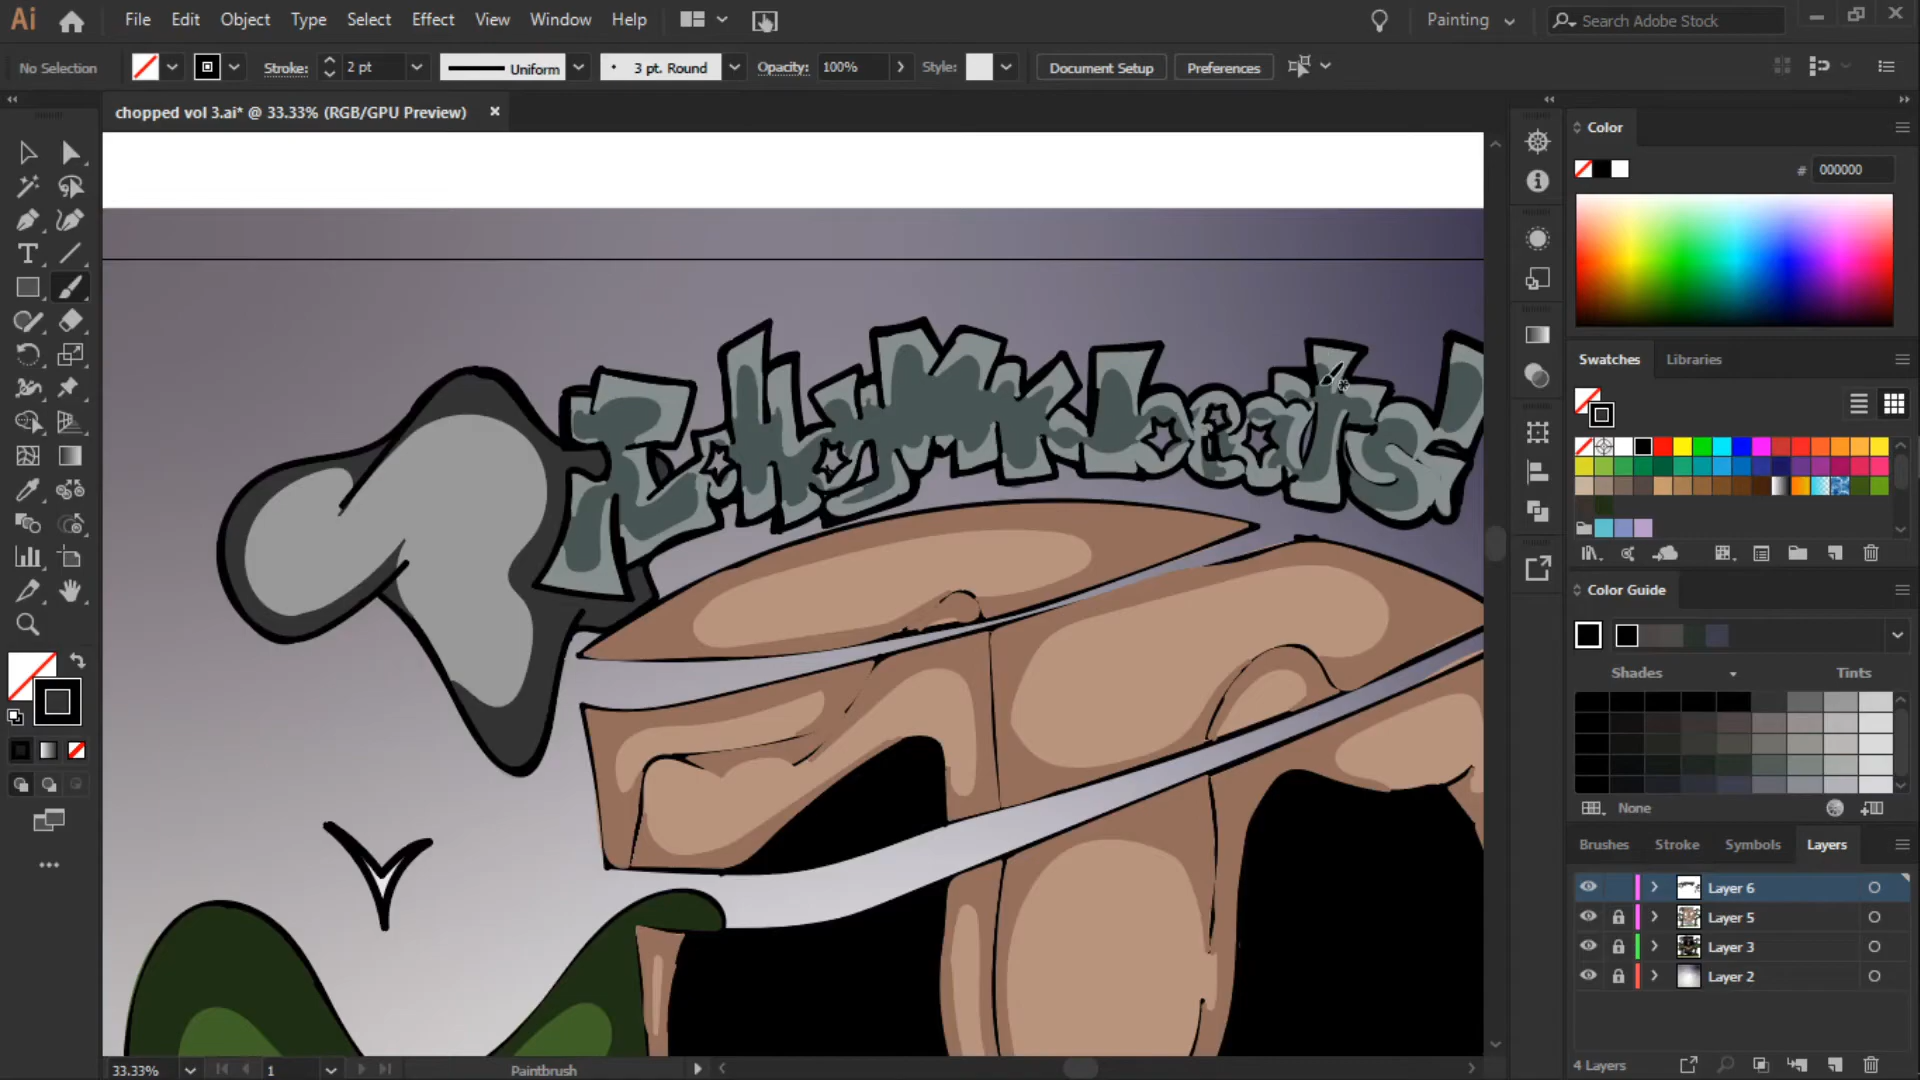 Ai File Edit Object Type Select Effect View Window Help Painting Search Adobe Stock
No Selection Stroke: 2 pt Uniform 3 pt. Round Opacity: 100% Style: Document Setup Preferences
chopped vol 3.ai* @ 33.33% (RGB/GPU Preview)
Color
# 000000
Swatches Libraries
beats
Color Guide
Shades Tints
None
Brushes Stroke Symbols Layers
Layer 6
Layer 5
Layer 3
Layer 2
4 Layers
33.33% 1 Paintbrush